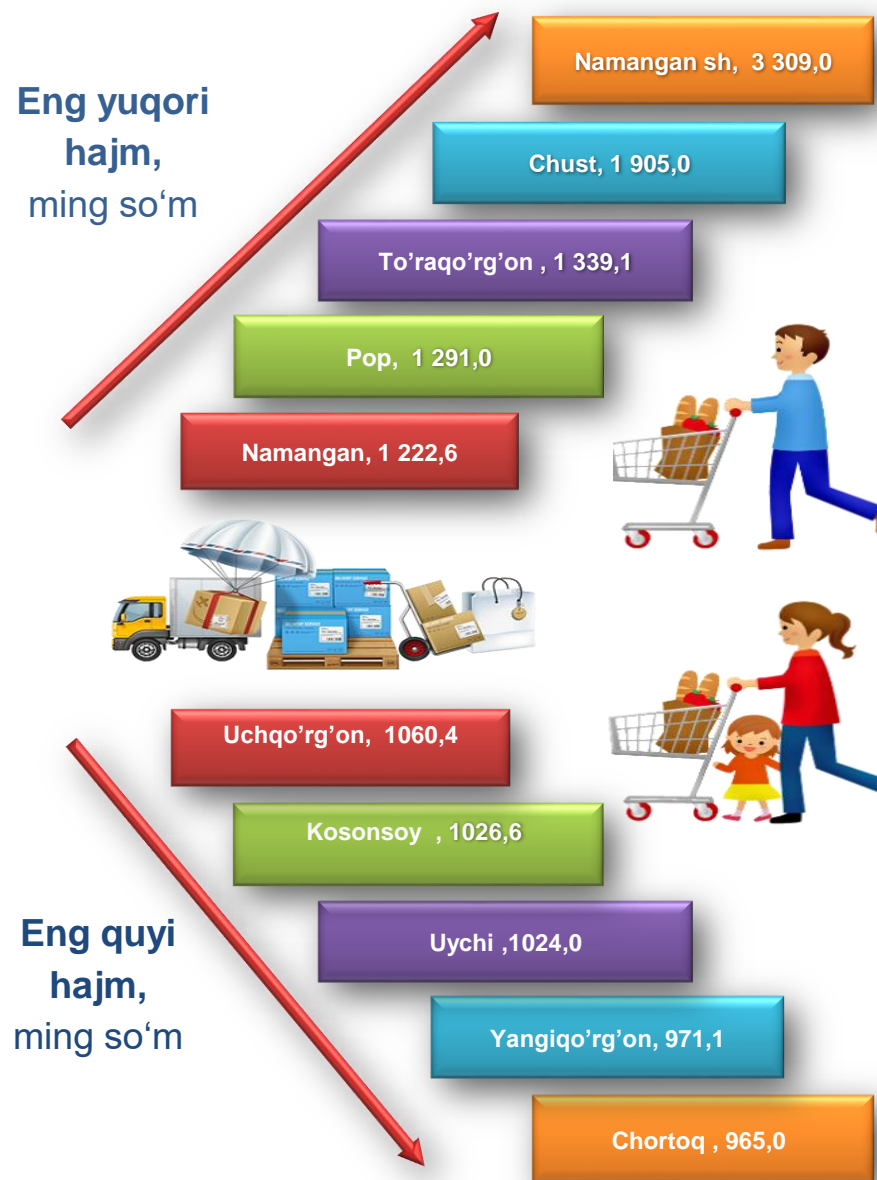 Eng yuqori
hajm,
ming so‘m
Namangan sh, 3 309,0
Chust, 1 905,0
To’raqo’rg’on , 1 339,1
Pop, 1 291,0
Namangan, 1 222,6
Uchqo’rg’on, 1060,4
Kosonsoy , 1026,6
Uychi ,1024,0
Eng quyi
hajm,
ming so‘m
Yangiqo’rg’on, 971,1
Chortoq , 965,0